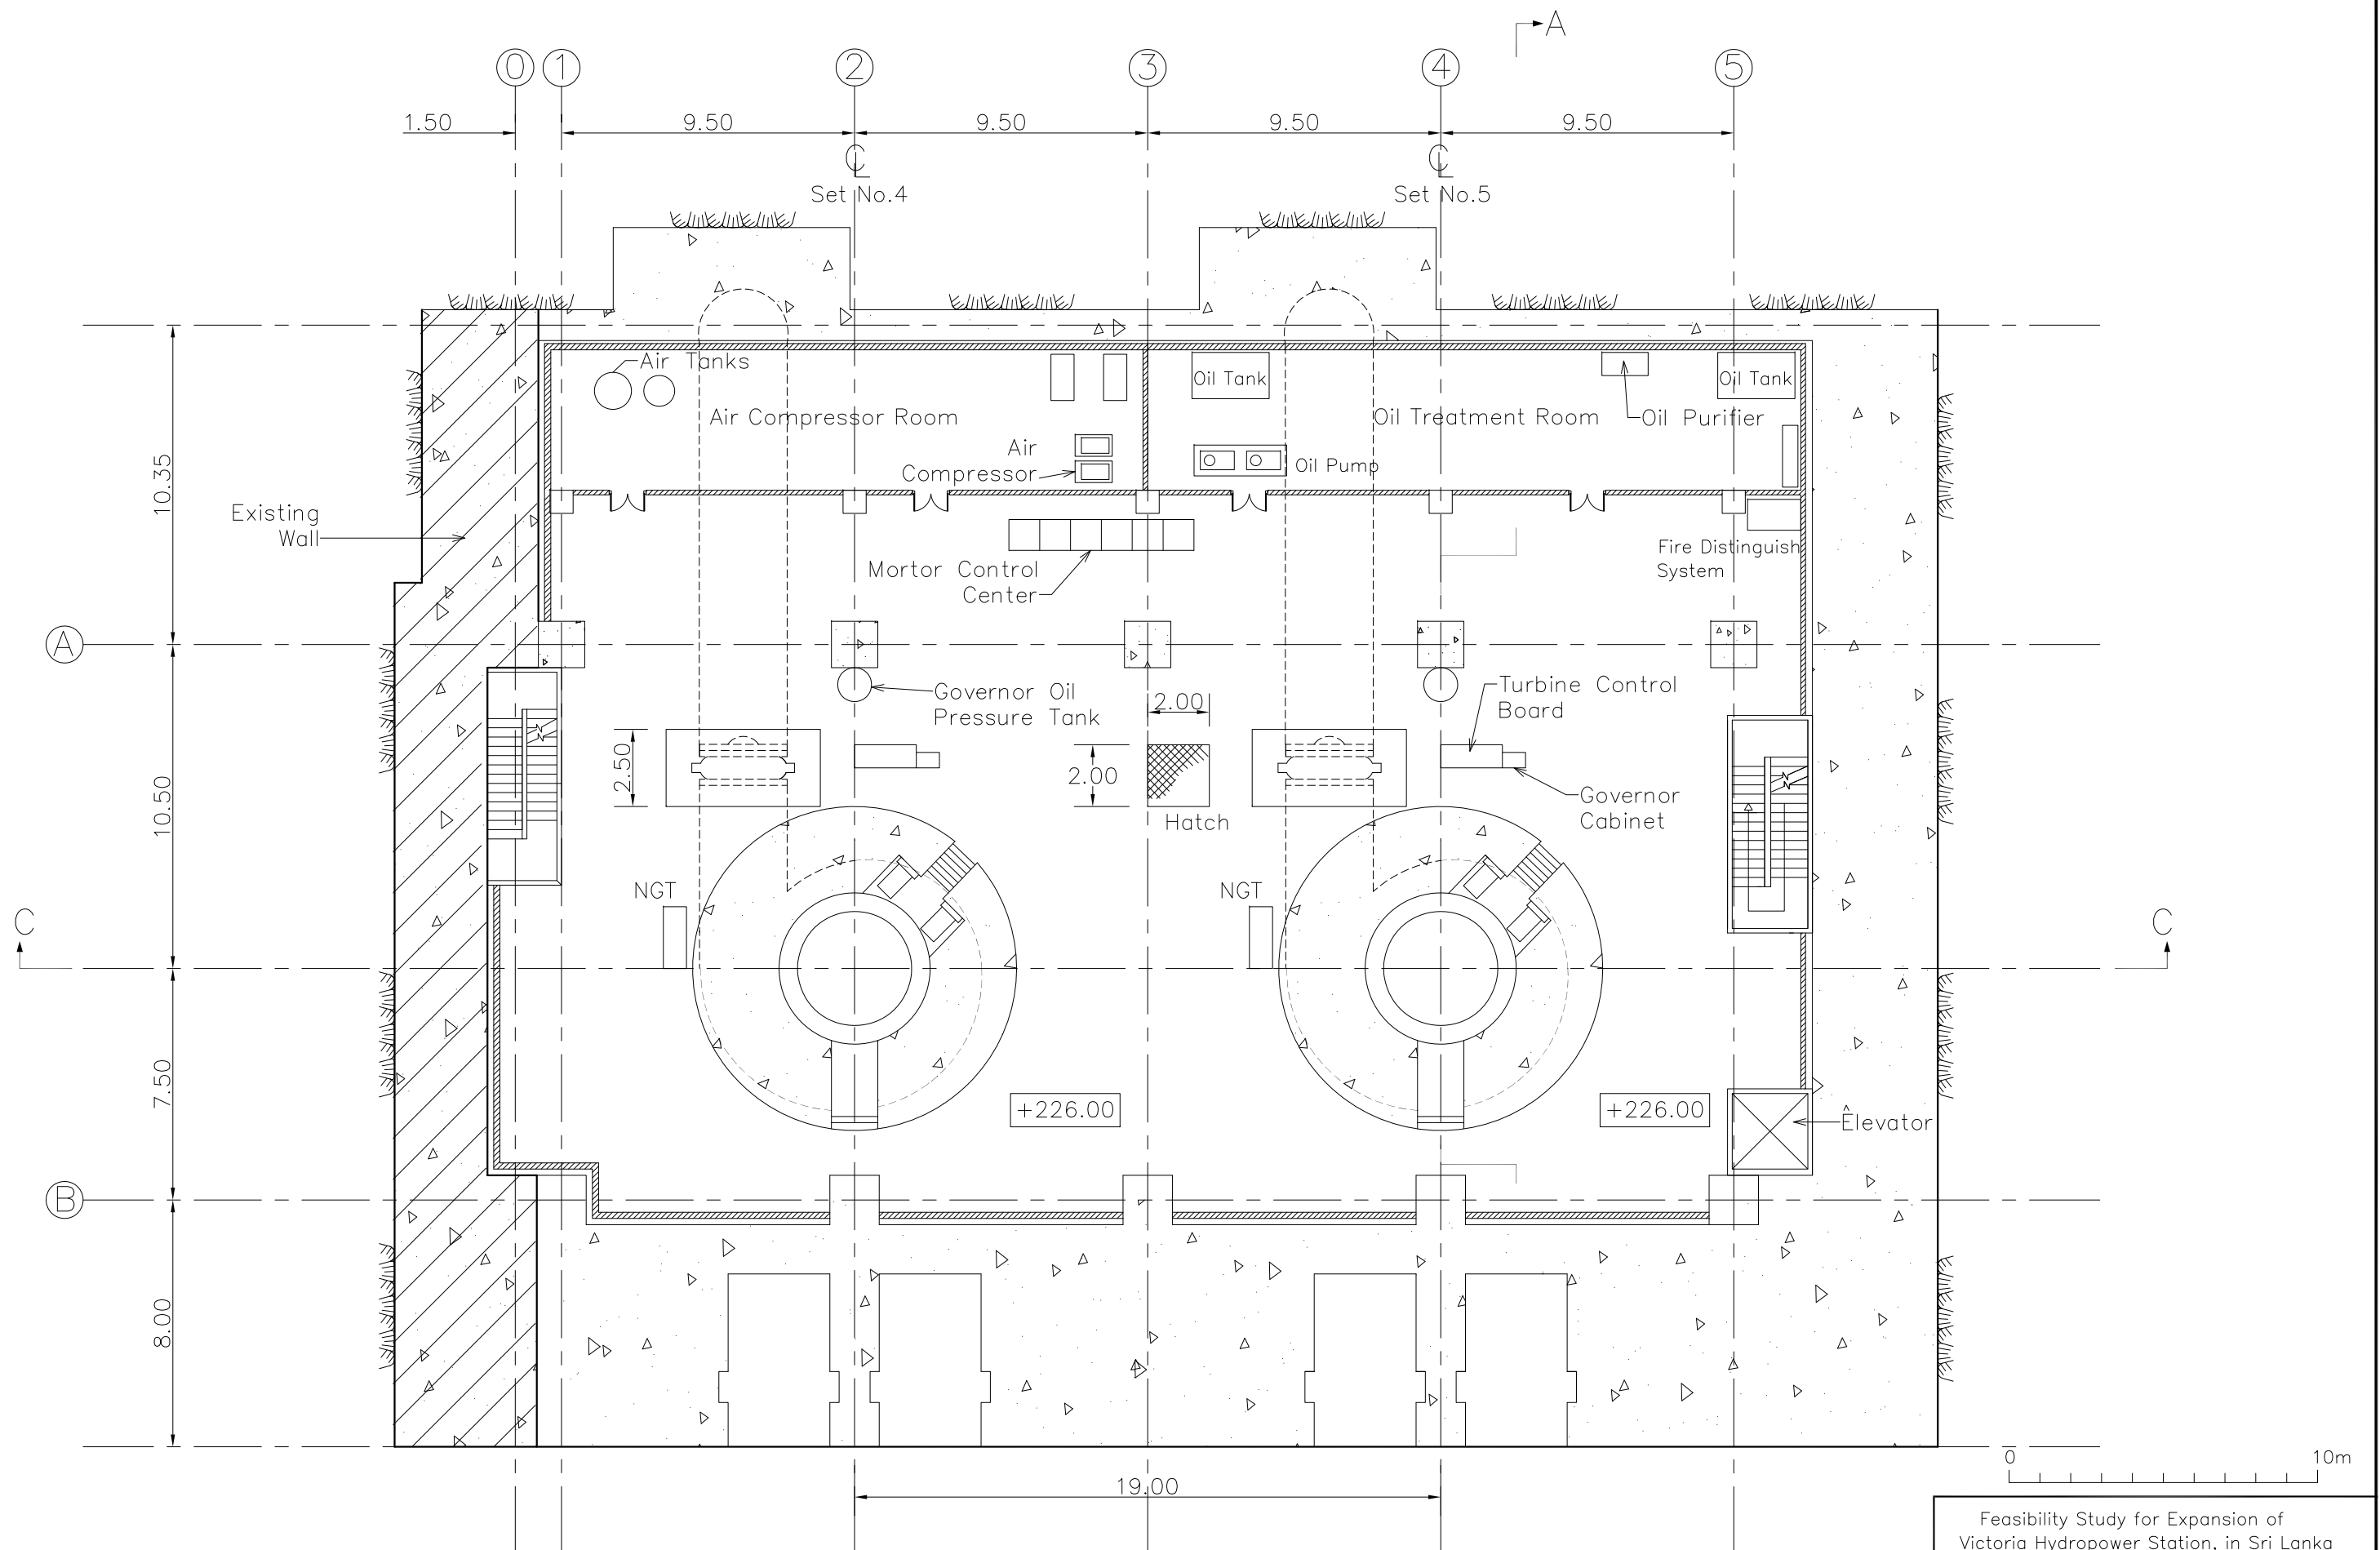 A
0 1 2 3 4 5
1.50 9.50 9.50 9.50 9.50
℄ ℄
Set No.4 Set No.5
Air Tanks
Oil Tank Oil Tank
Air Compressor Room Oil Treatment Room Oil Purifier
Air
Compressor
Oil Pump
10.35
Existing
Wall
Mortor Control
Center
Fire Distinguish
System
A
Governor Oil
Pressure Tank
2.00
Turbine Control
Board
2.50
2.00
10.50
Governor
Cabinet
Hatch
NGT NGT
C C
7.50
+226.00 +226.00
Êlevator
B
8.00
0 10m
19.00
Feasibility Study for Expansion of
Victoria Hydropower Station, in Sri Lanka